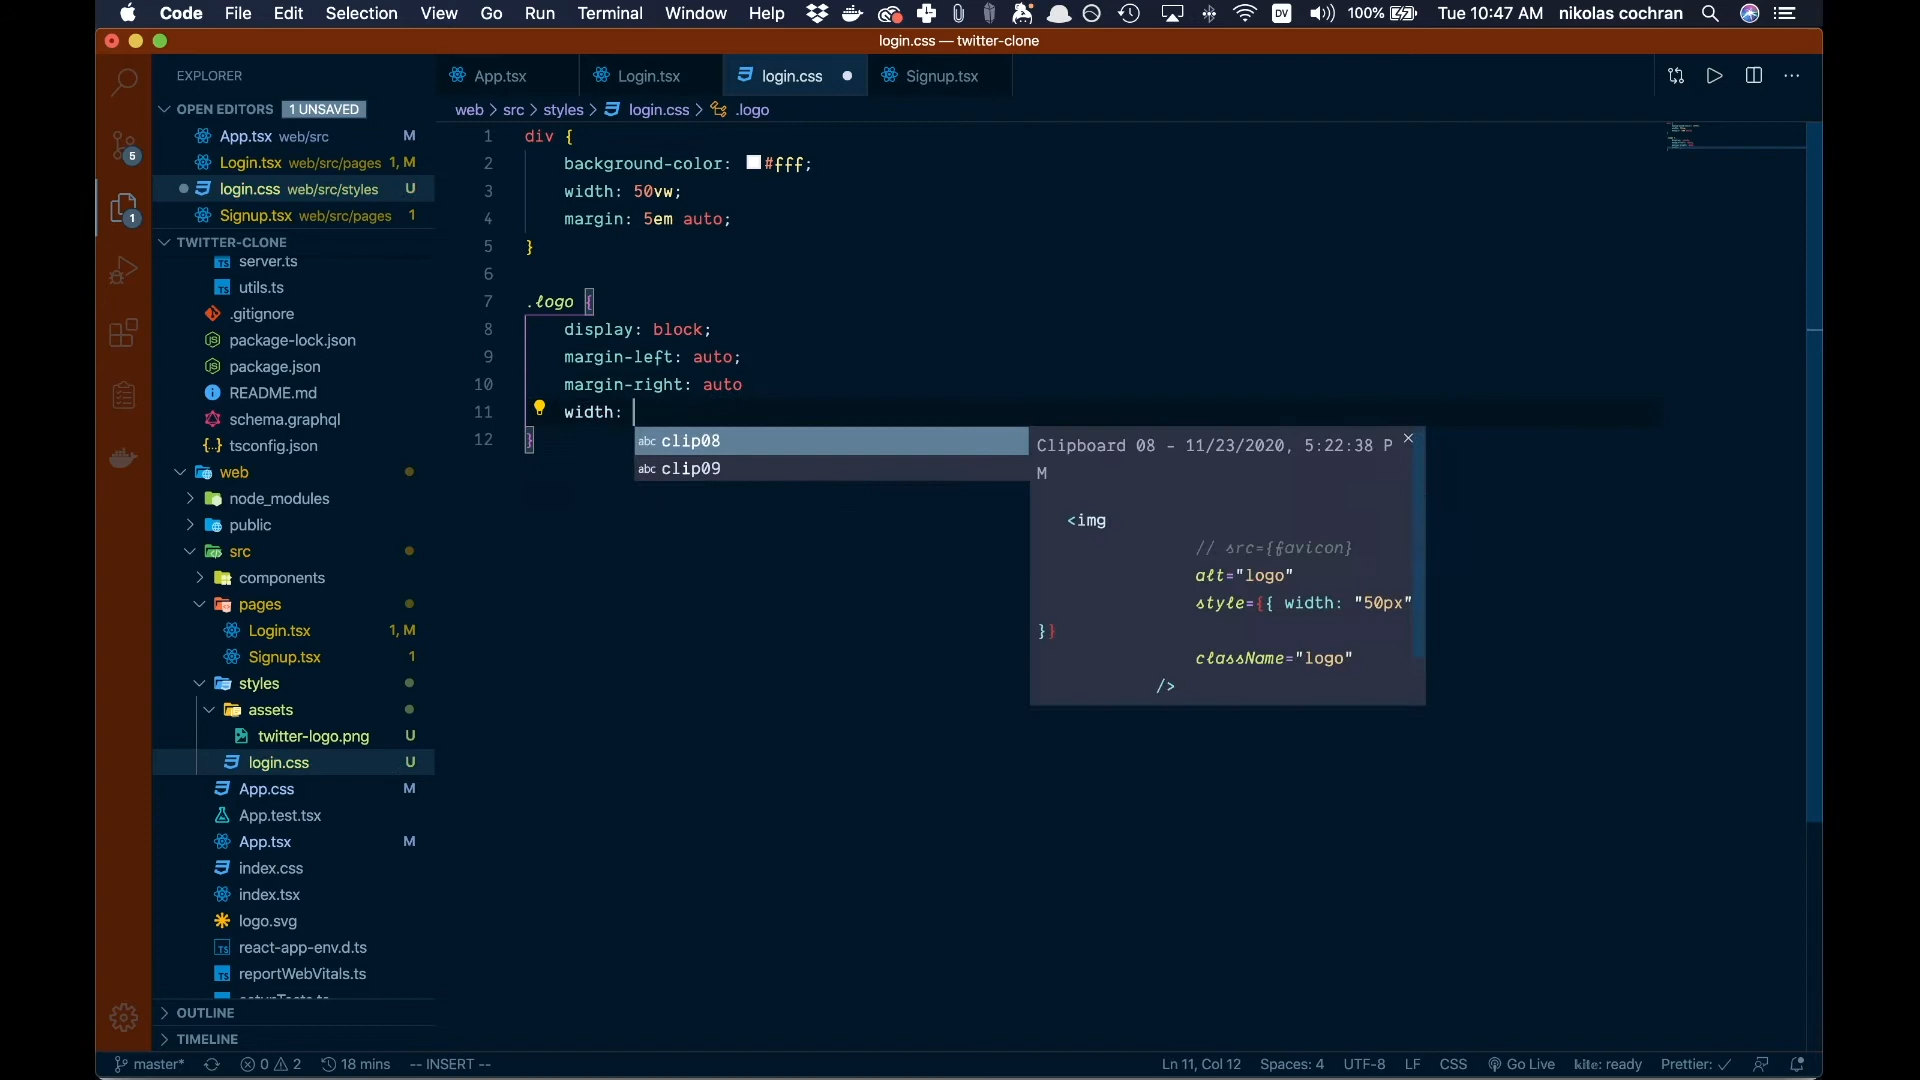 Code File Edit Selection View Go Run Terminal Window Help DV 100% Tue 10:47 AM nikolas cochran
login.css — twitter-clone
EXPLORER
OPEN EDITORS 1 UNSAVED
App.tsx web/src M
Login.tsx web/src/pages 1, M
login.css web/src/styles U
Signup.tsx web/src/pages 1
5
1
TWITTER-CLONE
server.ts
utils.ts
.gitignore
package-lock.json
package.json
README.md
schema.graphql
tsconfig.json
web
node_modules
public
src
components
pages
Login.tsx 1, M
Signup.tsx 1
styles
assets
twitter-logo.png U
login.css U
App.css M
App.test.tsx
App.tsx M
index.css
index.tsx
logo.svg
react-app-env.d.ts
reportWebVitals.ts
OUTLINE
TIMELINE
App.tsx Login.tsx login.css Signup.tsx
web > src > styles > login.css > .logo
1 div {
2 background-color: #fff;
3 width: 50vw;
4 margin: 5em auto;
5 }
6
7 .logo {
8 display: block;
9 margin-left: auto;
10 margin-right: auto
11 width:
12 }
abc clip08
abc clip09
Clipboard 08 - 11/23/2020, 5:22:38 P
M
<img
// src={favicon}
alt="logo"
style={{ width: "50px"
}}
className="logo"
/>
master* 0 2 18 mins -- INSERT -- Ln 11, Col 12 Spaces: 4 UTF-8 LF CSS Go Live kite: ready Prettier: ✓